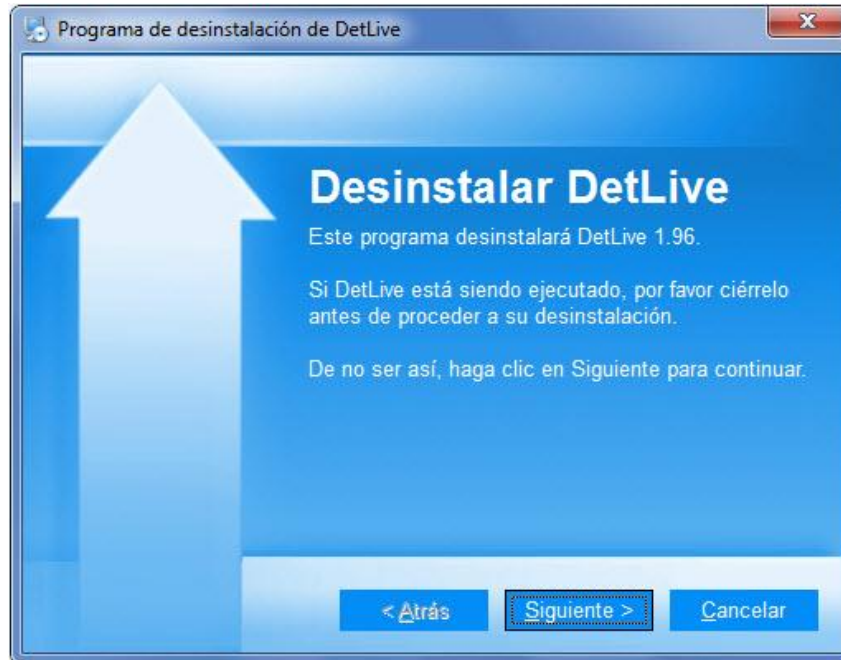 Programa de desinstalación de DetLive
Desinstalar DetLive
Este programa desinstalará DetLive 1.96.
Si DetLive está siendo ejecutado, por favor ciérrelo
antes de proceder a su desinstalación.
De no ser así, haga clic en Siguiente para continuar.
< Atrás Siguiente > Cancelar